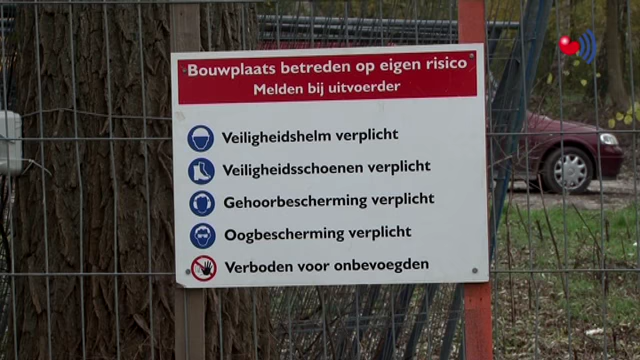 Bouwplaats betreden op eigen risico
Melden bij uitvoerder
Veiligheidshelm verplicht
Veiligheidsschoenen verplicht
Gehoorbescherming verplicht
Oogbescherming verplicht
Verboden voor onbevoegden